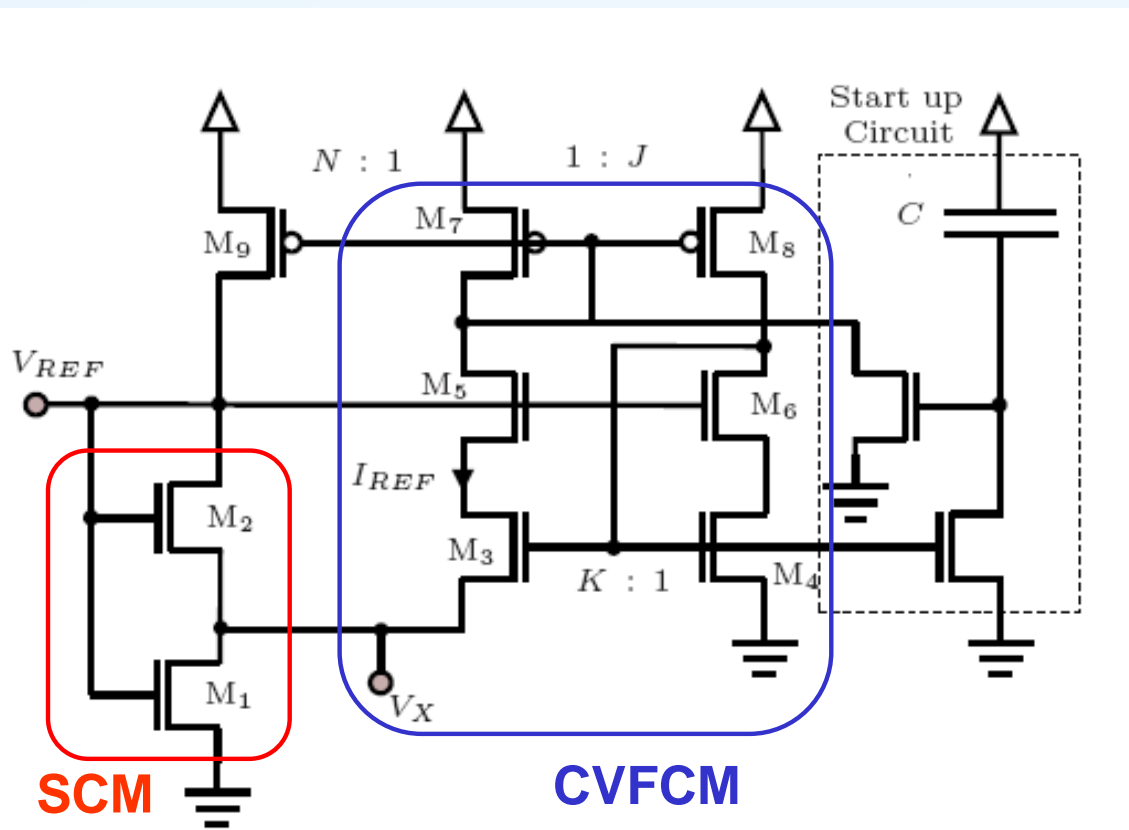 Start up
Circuit
N : 1
1 : J
C
M7
M9
M8
VREF
M5
M6
IREF
M2
M3
K : 1
M4
M1
VX
SCM
CVFCM